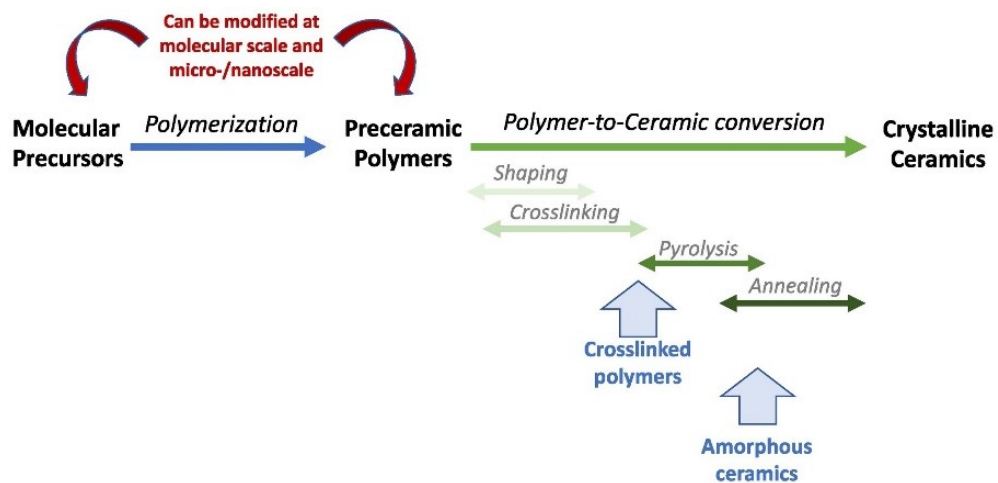 Can be modified at
molecular scale and
micro-/nanoscale
Molecular
Precursors
Polymerization
Preceramic
Polymers
Polymer-to-Ceramic conversion
Crystalline
Ceramics
Shaping
Crosslinking
Pyrolysis
Annealing
Crosslinked
polymers
Amorphous
ceramics